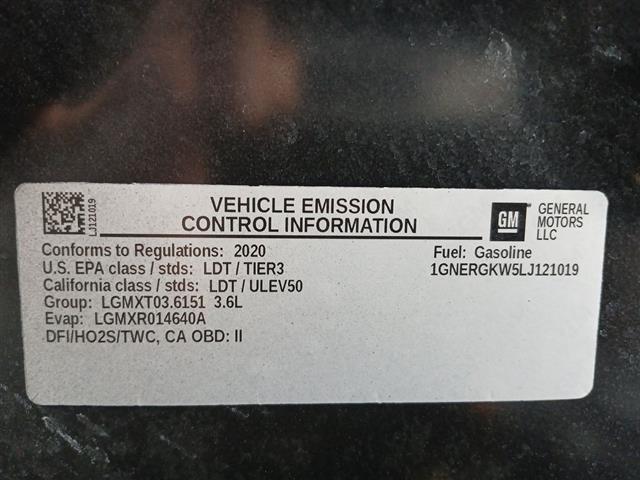 LJ121019
VEHICLE EMISSION
CONTROL INFORMATION
GM
GENERAL
MOTORS
LLC
Conforms to Regulations: 2020
U.S. EPA class / stds: LDT / TIER3
California class / stds: LDT / ULEV50
Group: LGMXT03.6151 3.6L
Evap: LGMXR014640A
DFI/HO2S/TWC, CA OBD: II
Fuel: Gasoline
1GNERGKW5LJ121019